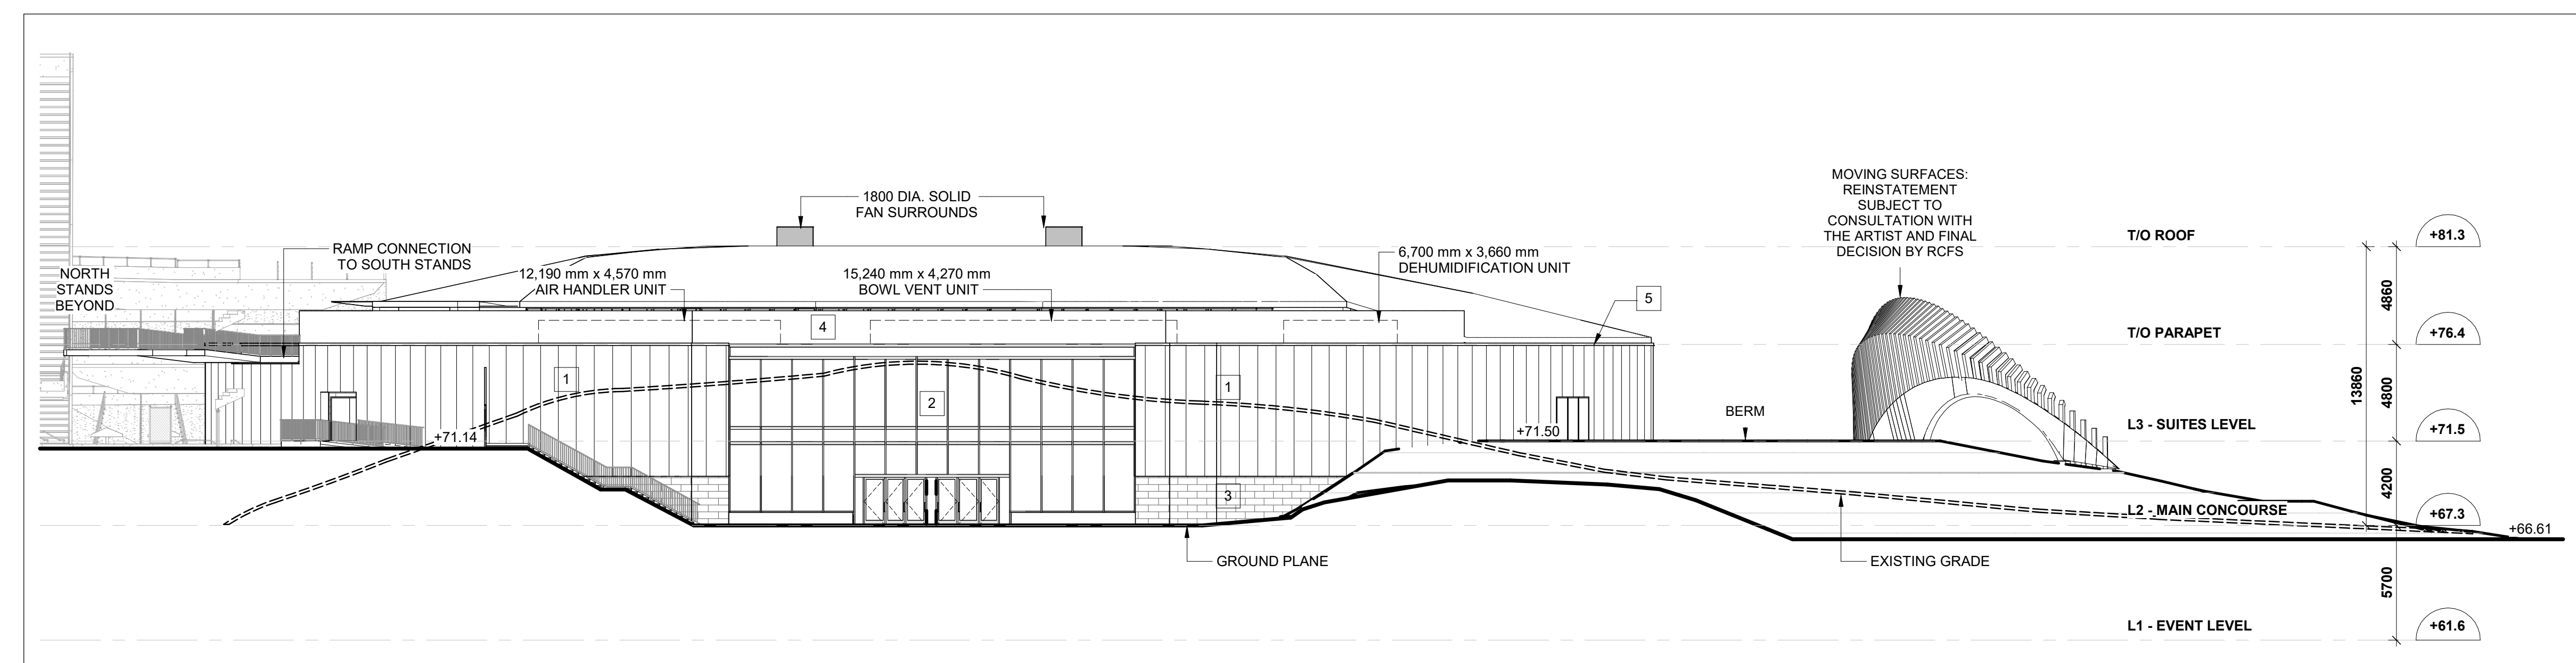 MOVING SURFACES:
REINSTATEMENT
SUBJECT TO
CONSULTATION WITH
THE ARTIST AND FINAL
DECISION BY RCFS
1800 DIA. SOLID
FAN SURROUNDS
T/O ROOF
+81.3
RAMP CONNECTION
TO SOUTH STANDS
NORTH
STANDS
BEYOND
12,190 mm x 4,570 mm
AIR HANDLER UNIT
15,240 mm x 4,270 mm
BOWL VENT UNIT
6,700 mm x 3,660 mm
DEHUMIDIFICATION UNIT
5
4
4860
T/O PARAPET
+76.4
1
2
1
13860
4800
BERM
+71.14
+71.50
L3 - SUITES LEVEL
+71.5
3
4200
L2 - MAIN CONCOURSE
+67.3
+66.61
GROUND PLANE
EXISTING GRADE
5700
L1 - EVENT LEVEL
+61.6